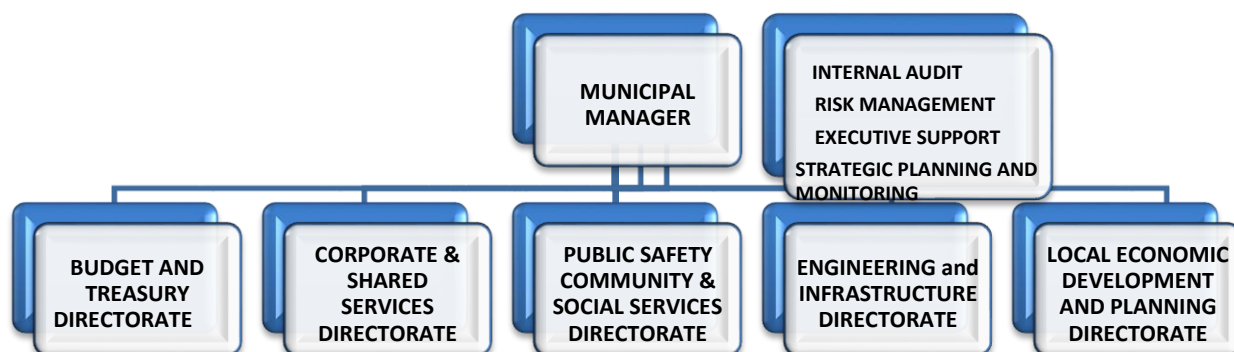 MUNICIPAL
MANAGER
INTERNAL AUDIT
RISK MANAGEMENT
EXECUTIVE SUPPORT
STRATEGIC PLANNING AND
MONITORING
BUDGET AND
TREASURY
DIRECTORATE
CORPORATE &
SHARED
SERVICES
DIRECTORATE
PUBLIC SAFETY
COMMUNITY &
SOCIAL SERVICES
DIRECTORATE
ENGINEERING and
INFRASTRUCTURE
DIRECTORATE
LOCAL ECONOMIC
DEVELOPMENT
AND PLANNING
DIRECTORATE